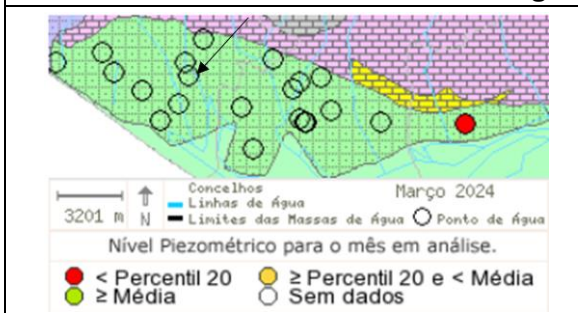 Concelhos
Linhas de Água
Limites das Massas de Água
Março 2024
Ponto de Água
3201 m
N
Nível Piezométrico para o mês em análise.
< Percentil 20
≥ Percentil 20 e < Média
≥ Média
Sem dados